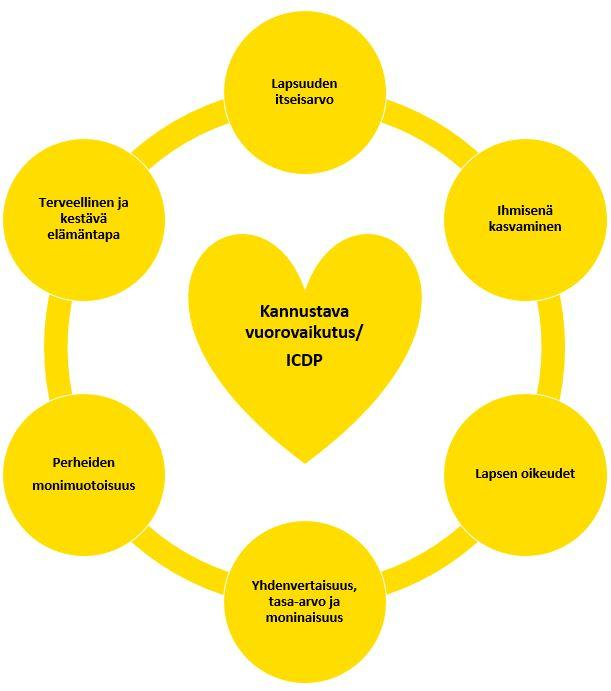 Lapsuuden
itseisarvo
Ihmisenä
kasvaminen
Lapsen oikeudet
Yhdenvertaisuus,
tasa-arvo ja
moninaisuus
Perheiden
monimuotoisuus
Terveellinen ja
kestävä
elämäntapa
Kannustava
vuorovaikutus/
ICDP